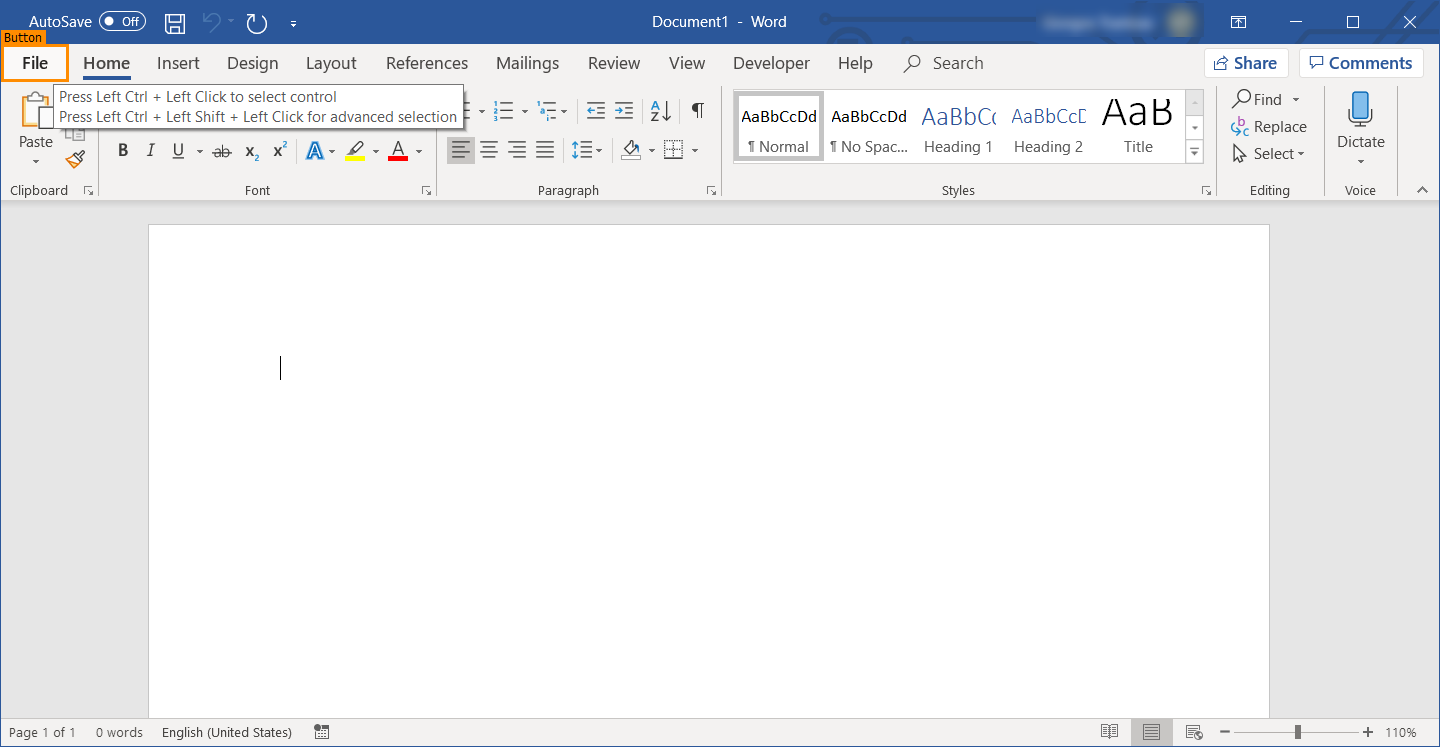 AutoSave Off Document1 - Word
Button
File Home Insert Design Layout References Mailings Review View Developer Help Search Share Comments
Press Left Ctrl + Left Click to select control
Press Left Ctrl + Left Shift + Left Click for advanced selection
AaBbCcDd AaBbCcDd AaBbCc AaBbCcD AaB
¶ Normal ¶ No Spac... Heading 1 Heading 2 Title
Find
Replace
Select
Paste
Dictate
B I U ab x₂ x² A A
Clipboard Font Paragraph Styles Editing Voice
Page 1 of 1 0 words English (United States) 110%